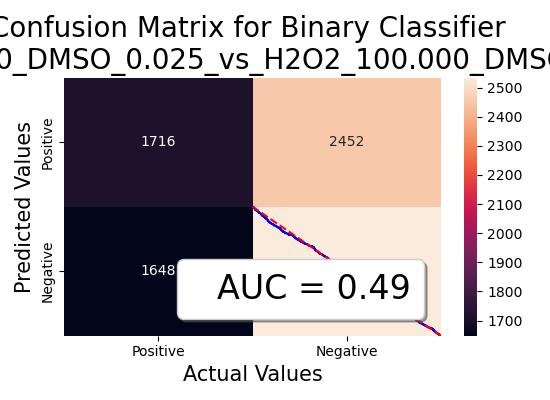 Confusion Matrix for Binary Classifier
0_DMSO_0.025_vs_H2O2_100.000_DMSO
Predicted Values
Positive
Negative
1716
2452
1648
AUC = 0.49
Positive
Negative
Actual Values
2500
2400
2300
2200
2100
2000
1900
1800
1700